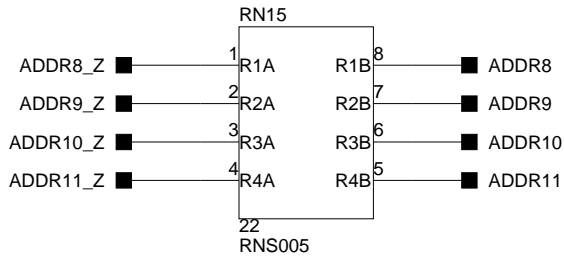 RN15
ADDR8_Z 1 R1A R1B 8 ADDR8
ADDR9_Z 2 R2A R2B 7 ADDR9
ADDR10_Z 3 R3A R3B 6 ADDR10
ADDR11_Z 4 R4A R4B 5 ADDR11
22
RNS005